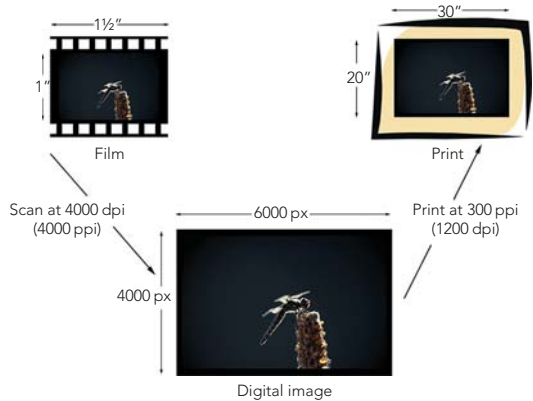 1½″
1″
Film
30″
20″
Print
Scan at 4000 dpi
(4000 ppi)
6000 px
4000 px
Print at 300 ppi
(1200 dpi)
Digital image